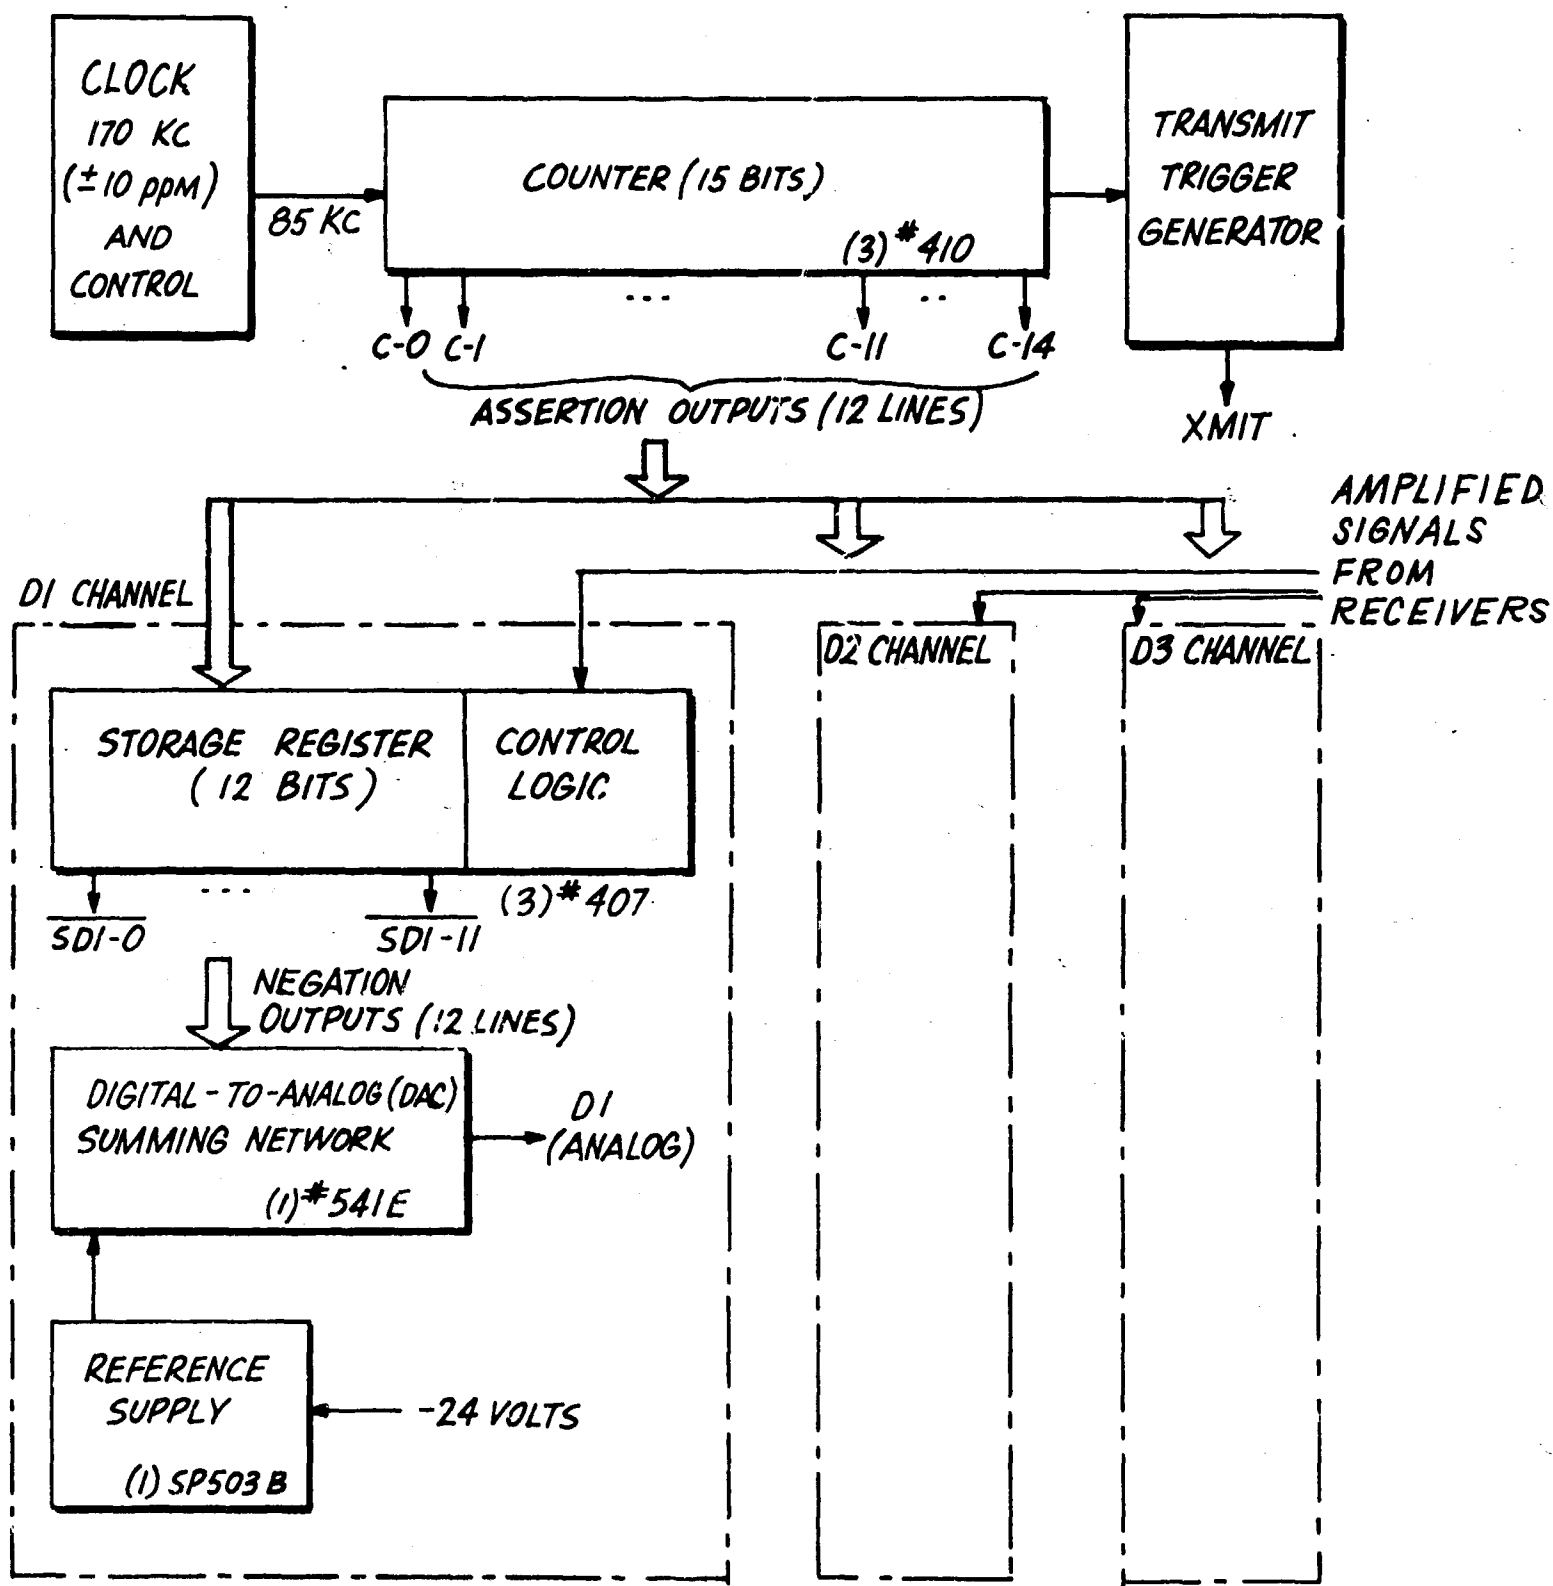 CLOCK
170 KC
(±10 ppM)
AND
CONTROL
85 KC
COUNTER (15 BITS)
(3) #410
TRANSMIT
TRIGGER
GENERATOR
C-0 C-1 ... C-11 .. C-14
ASSERTION OUTPUTS (12 LINES)
XMIT
AMPLIFIED
SIGNALS
FROM
RECEIVERS
D1 CHANNEL
D2 CHANNEL
D3 CHANNEL
STORAGE REGISTER
(12 BITS)
CONTROL
LOGIC
(3) #407
SD1-0 ... SD1-11
NEGATION
OUTPUTS (12 LINES)
DIGITAL-TO-ANALOG (DAC)
SUMMING NETWORK
(1) #541E
D1
(ANALOG)
REFERENCE
SUPPLY
(1) SP503B
-24 VOLTS